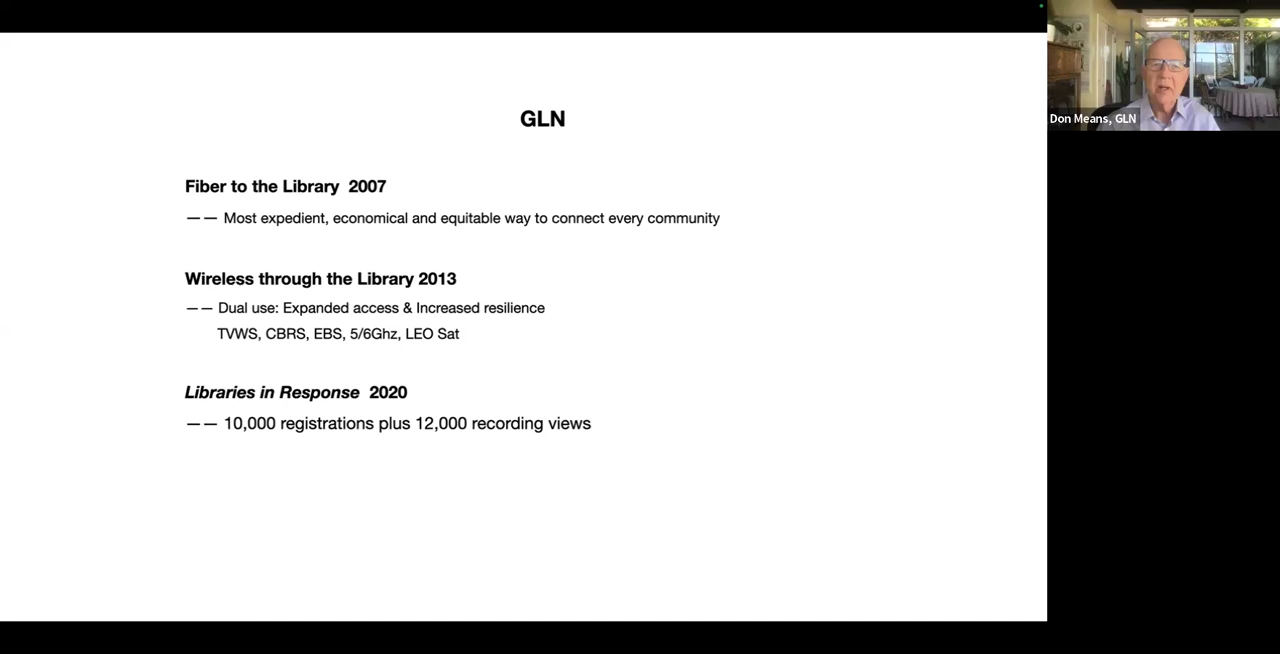 GLN
Fiber to the Library 2007
—— Most expedient, economical and equitable way to connect every community
Wireless through the Library 2013
—— Dual use: Expanded access & Increased resilience
TVWS, CBRS, EBS, 5/6Ghz, LEO Sat
Libraries in Response 2020
—— 10,000 registrations plus 12,000 recording views
Don Means, GLN